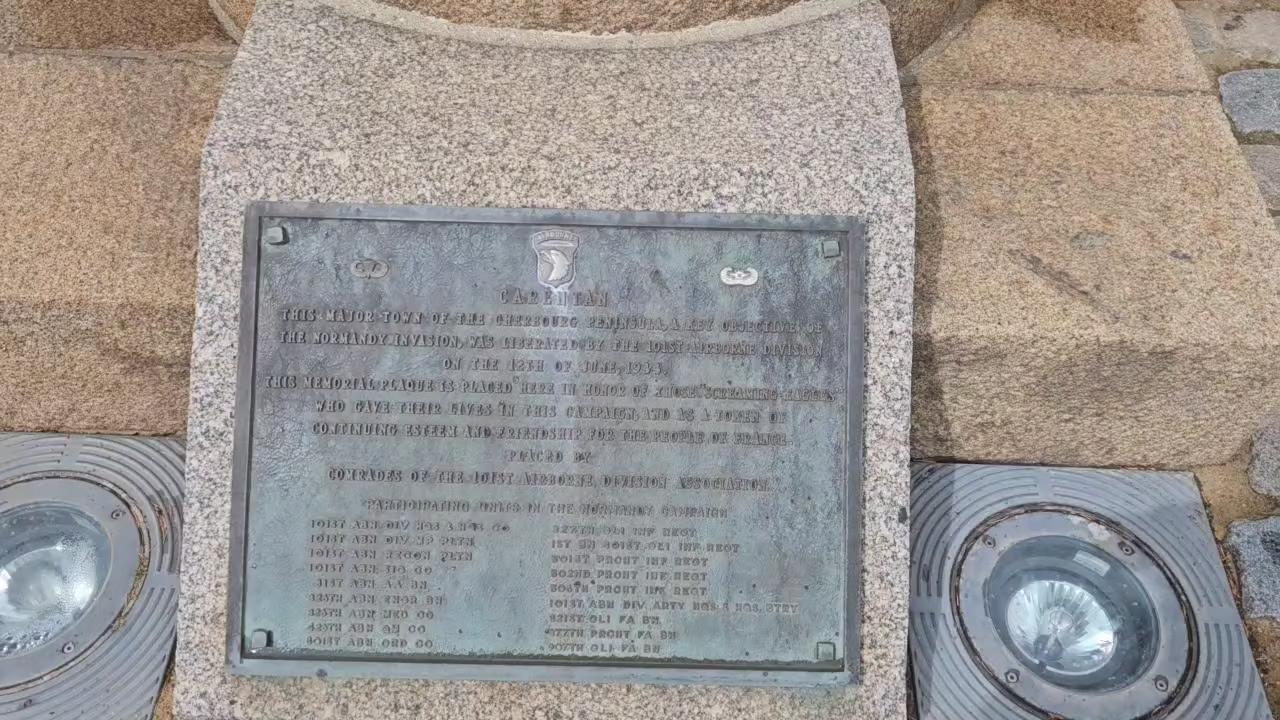 AIRBORNE
CARENTAN
THIS MAJOR TOWN OF THE CHERBOURG PENINSULA, A KEY OBJECTIVE OF
THE NORMANDY INVASION, WAS LIBERATED BY THE 101ST AIRBORNE DIVISION
ON THE 12TH OF JUNE, 1944.
THIS MEMORIAL PLAQUE IS PLACED HERE IN HONOR OF THOSE "SCREAMING EAGLES"
WHO GAVE THEIR LIVES IN THIS CAMPAIGN, AND AS A TOKEN OF
CONTINUING ESTEEM AND FRIENDSHIP FOR THE PEOPLE OF FRANCE.
PLACED BY
COMRADES OF THE 101ST AIRBORNE DIVISION ASSOCIATION.
PARTICIPATING UNITS IN THE NORMANDY CAMPAIGN
101ST ABN DIV HQS & HQS CO
101ST ABN DIV MP PLTN
101ST ABN RECON PLTN
101ST ABN SIG CO
81ST ABN AA BN
326TH ABN ENGR BN
326TH ABN MED CO
426TH ABN QM CO
801ST ABN ORD CO
327TH GLI INF REGT
1ST BN 401ST GLI INF REGT
501ST PRCHT INF REGT
502ND PRCHT INF REGT
506TH PRCHT INF REGT
101ST ABN DIV ARTY HQS & HQS BTRY
321ST GLI FA BN
377TH PRCHT FA BN
907TH GLI FA BN